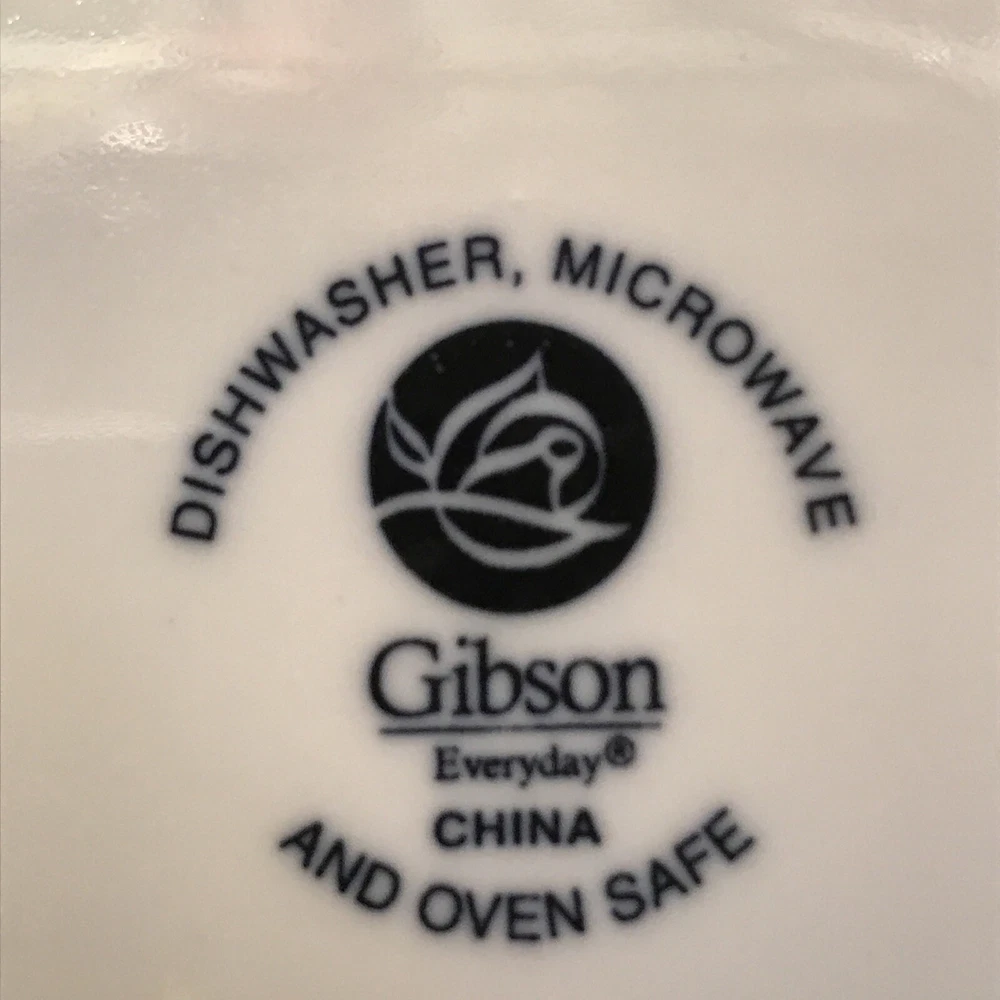 DISHWASHER, MICROWAVE
Gibson
Everyday®
CHINA
AND OVEN SAFE